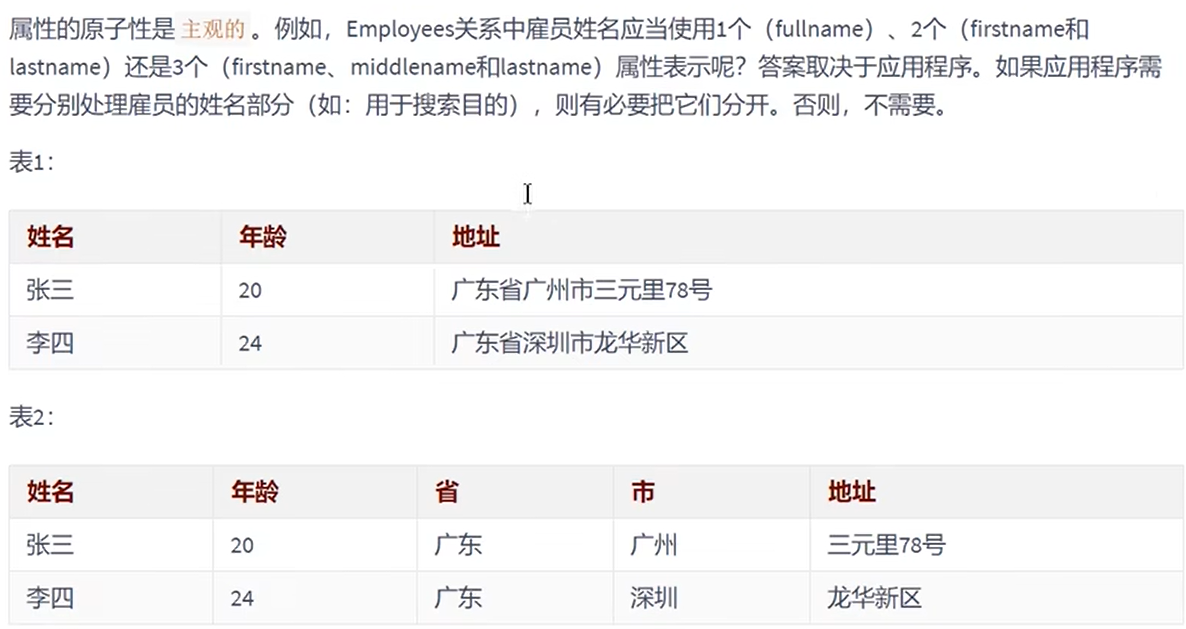 属性的原子性是 主观的 。例如，Employees关系中雇员姓名应当使用1个（fullname）、2个（firstname和
lastname）还是3个（firstname、middlename和lastname）属性表示呢？答案取决于应用程序。如果应用程序需
要分别处理雇员的姓名部分（如：用于搜索目的），则有必要把它们分开。否则，不需要。
表1：
姓名 年龄 地址
张三 20 广东省广州市三元里78号
李四 24 广东省深圳市龙华新区
表2：
姓名 年龄 省 市 地址
张三 20 广东 广州 三元里78号
李四 24 广东 深圳 龙华新区